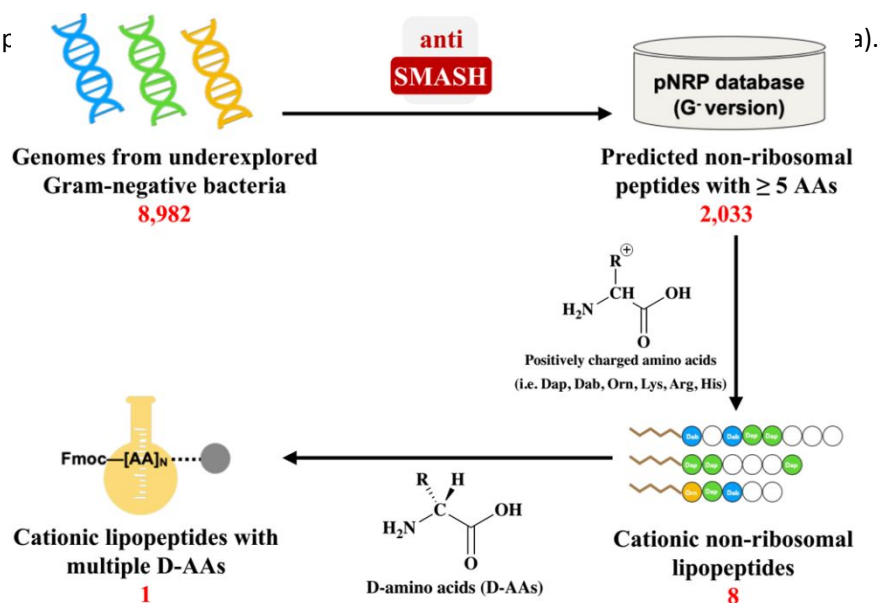 p
a).
anti
SMASH
pNRP database
(G- version)
Genomes from underexplored
Gram-negative bacteria
8,982
Predicted non-ribosomal
peptides with ≥ 5 AAs
2,033
R
⊕
H₂N
CH
OH
O
Positively charged amino acids
(i.e. Dap, Dab, Orn, Lys, Arg, His)
Dab Dab Dap Dap
Dap Dap Dap
Orn Dap Dab
Fmoc—[AA]N
R H
H₂N
C
OH
O
D-amino acids (D-AAs)
Cationic lipopeptides with
multiple D-AAs
1
Cationic non-ribosomal
lipopeptides
8